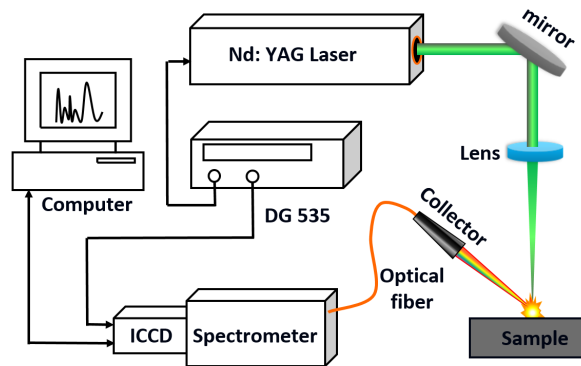 mirror
Nd: YAG Laser
Lens
Computer
DG 535
Collector
Optical
fiber
ICCD
Spectrometer
Sample